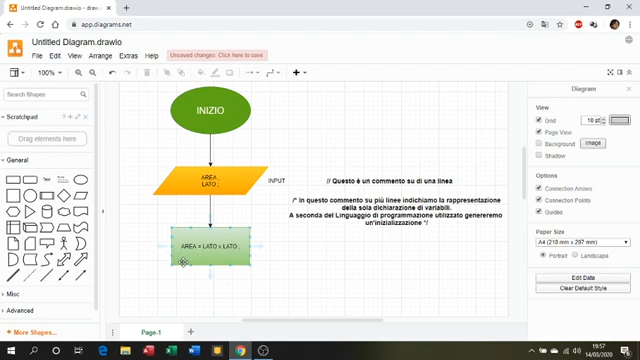 Untitled Diagram.drawio
app.diagrams.net
Untitled Diagram.drawio
File Edit View Arrange Extras Help
Unsaved changes. Click here to save.
100%
Search Shapes
Scratchpad
Drag elements here
General
Text
Misc
Advanced
+ More Shapes...
INIZIO
AREA ;
LATO ;
INPUT
AREA = LATO x LATO ;
// Questo è un commento su di una linea
/* In questo commento su più linee indichiamo la rappresentazione
della sola dichiarazione di variabili.
A seconda del Linguaggio di programmazione utilizzato genereremo
un'inizializzazione */
Diagram
View
Grid
10 pt
Page View
Background
Image
Shadow
Options
Connection Arrows
Connection Points
Guides
Paper Size
A4 (210 mm x 297 mm)
Portrait
Landscape
Edit Data
Clear Default Style
Page-1
19:57
14/03/2020